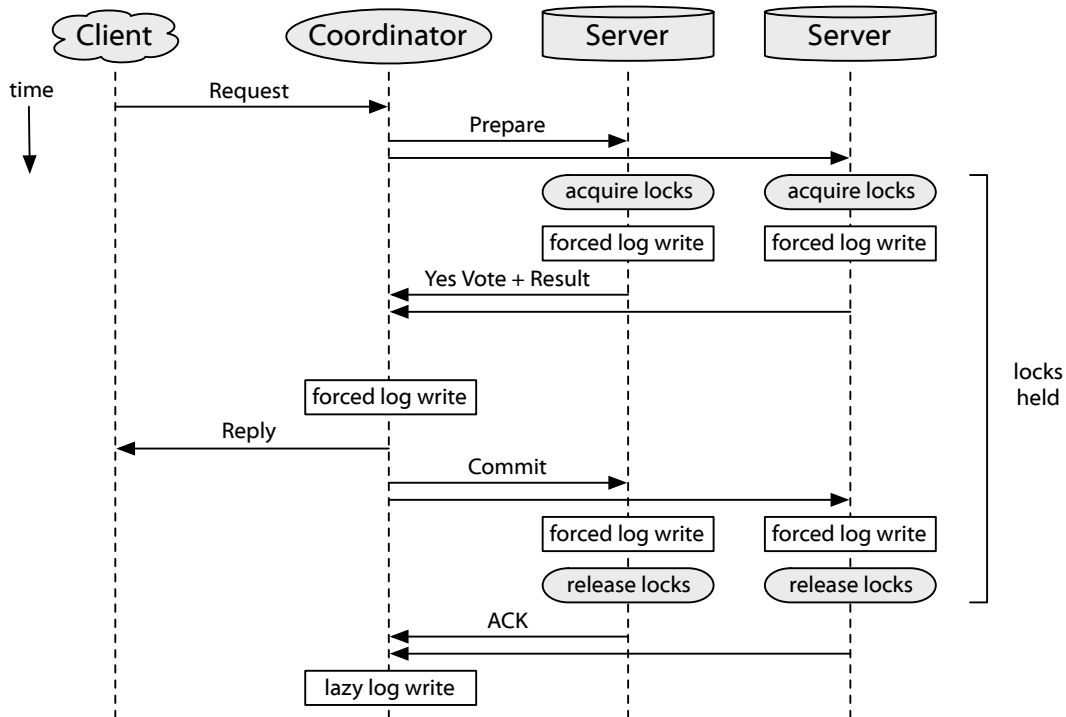 Client
Coordinator
Server
Server
time
Request
Prepare
acquire locks
acquire locks
forced log write
forced log write
Yes Vote + Result
locks
held
forced log write
Reply
Commit
forced log write
forced log write
release locks
release locks
ACK
lazy log write